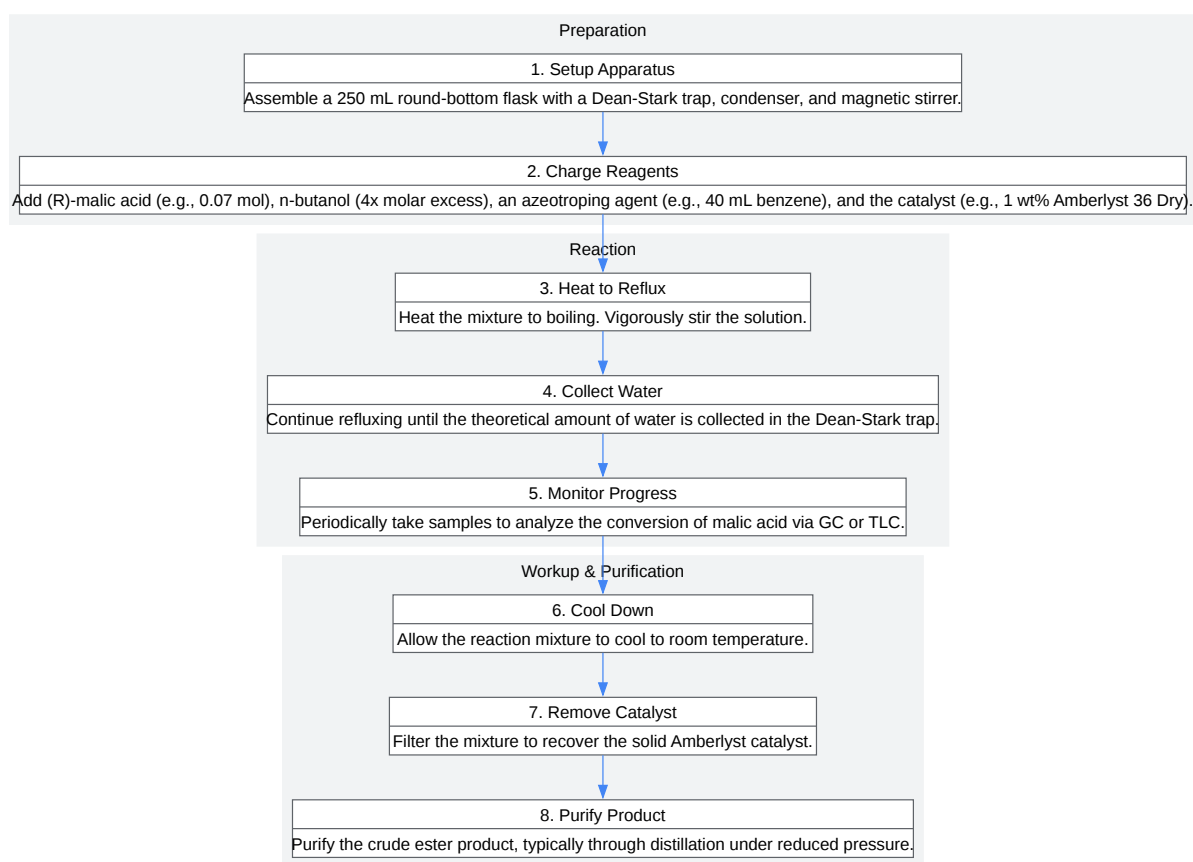 Preparation
1. Setup Apparatus
Assemble a 250 mL round-bottom flask with a Dean-Stark trap, condenser, and magnetic stirrer.
2. Charge Reagents
Add (R)-malic acid (e.g., 0.07 mol), n-butanol (4x molar excess), an azeotroping agent (e.g., 40 mL benzene), and the catalyst (e.g., 1 wt% Amberlyst 36 Dry).
Reaction
3. Heat to Reflux
Heat the mixture to boiling. Vigorously stir the solution.
4. Collect Water
Continue refluxing until the theoretical amount of water is collected in the Dean-Stark trap.
5. Monitor Progress
Periodically take samples to analyze the conversion of malic acid via GC or TLC.
Workup & Purification
6. Cool Down
Allow the reaction mixture to cool to room temperature.
7. Remove Catalyst
Filter the mixture to recover the solid Amberlyst catalyst.
8. Purify Product
Purify the crude ester product, typically through distillation under reduced pressure.